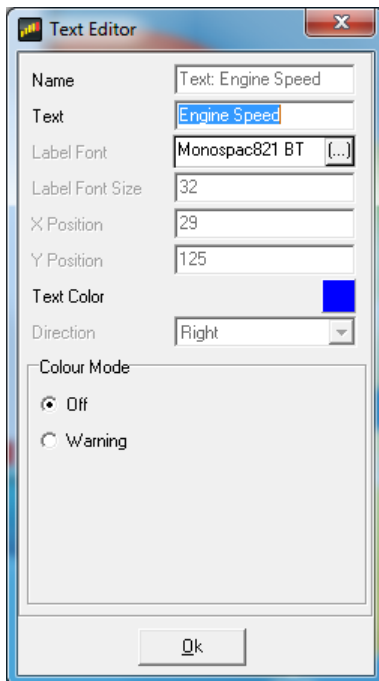 Text Editor
x
Name Text: Engine Speed
Text Engine Speed
Label Font Monospac821 BT (...)
Label Font Size 32
X Position 29
Y Position 125
Text Color
Direction Right
Colour Mode
Off
Warning
Ok